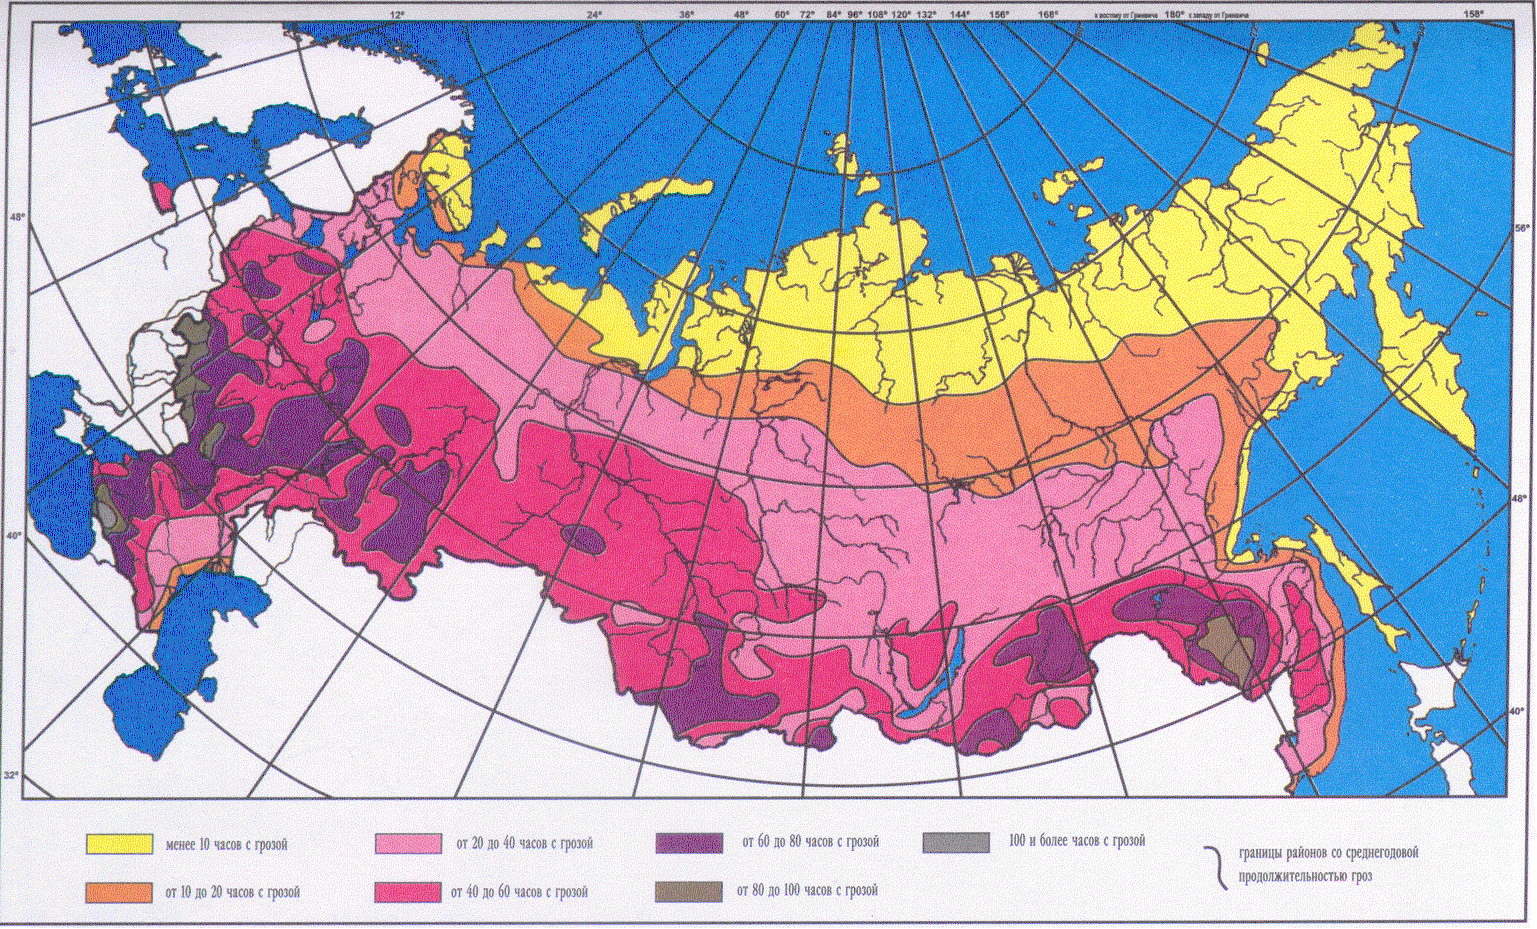 12° 24° 36° 48° 60° 72° 84° 96° 108° 120° 132° 144° 156° 168° к востоку от Гринвича 180° к западу от Гринвича 158°
48°
56°
48°
40°
40°
32°
менее 10 часов с грозой
от 10 до 20 часов с грозой
от 20 до 40 часов с грозой
от 40 до 60 часов с грозой
от 60 до 80 часов с грозой
от 80 до 100 часов с грозой
100 и более часов с грозой
границы районов со среднегодовой
продолжительностью гроз